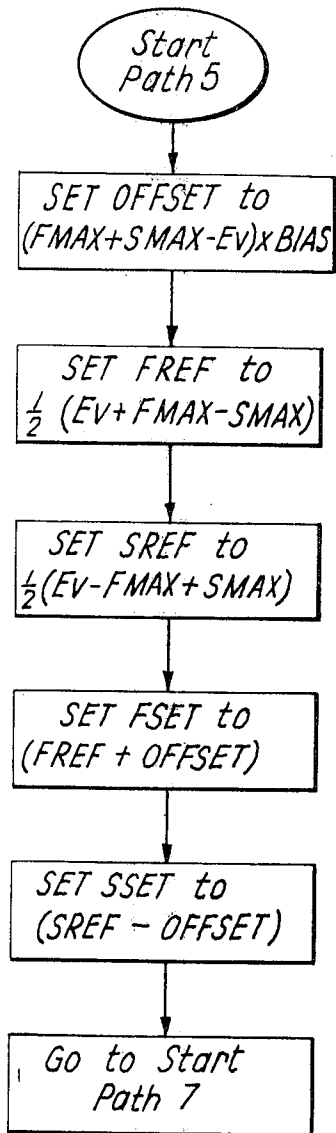 Start
Path 5
SET OFFSET to
(FMAX+SMAX-Ev)xBIAS
SET FREF to
1/2 (Ev+FMAX-SMAX)
SET SREF to
1/2(Ev-FMAX+SMAX)
SET FSET to
(FREF + OFFSET)
SET SSET to
(SREF - OFFSET)
Go to Start
Path 7